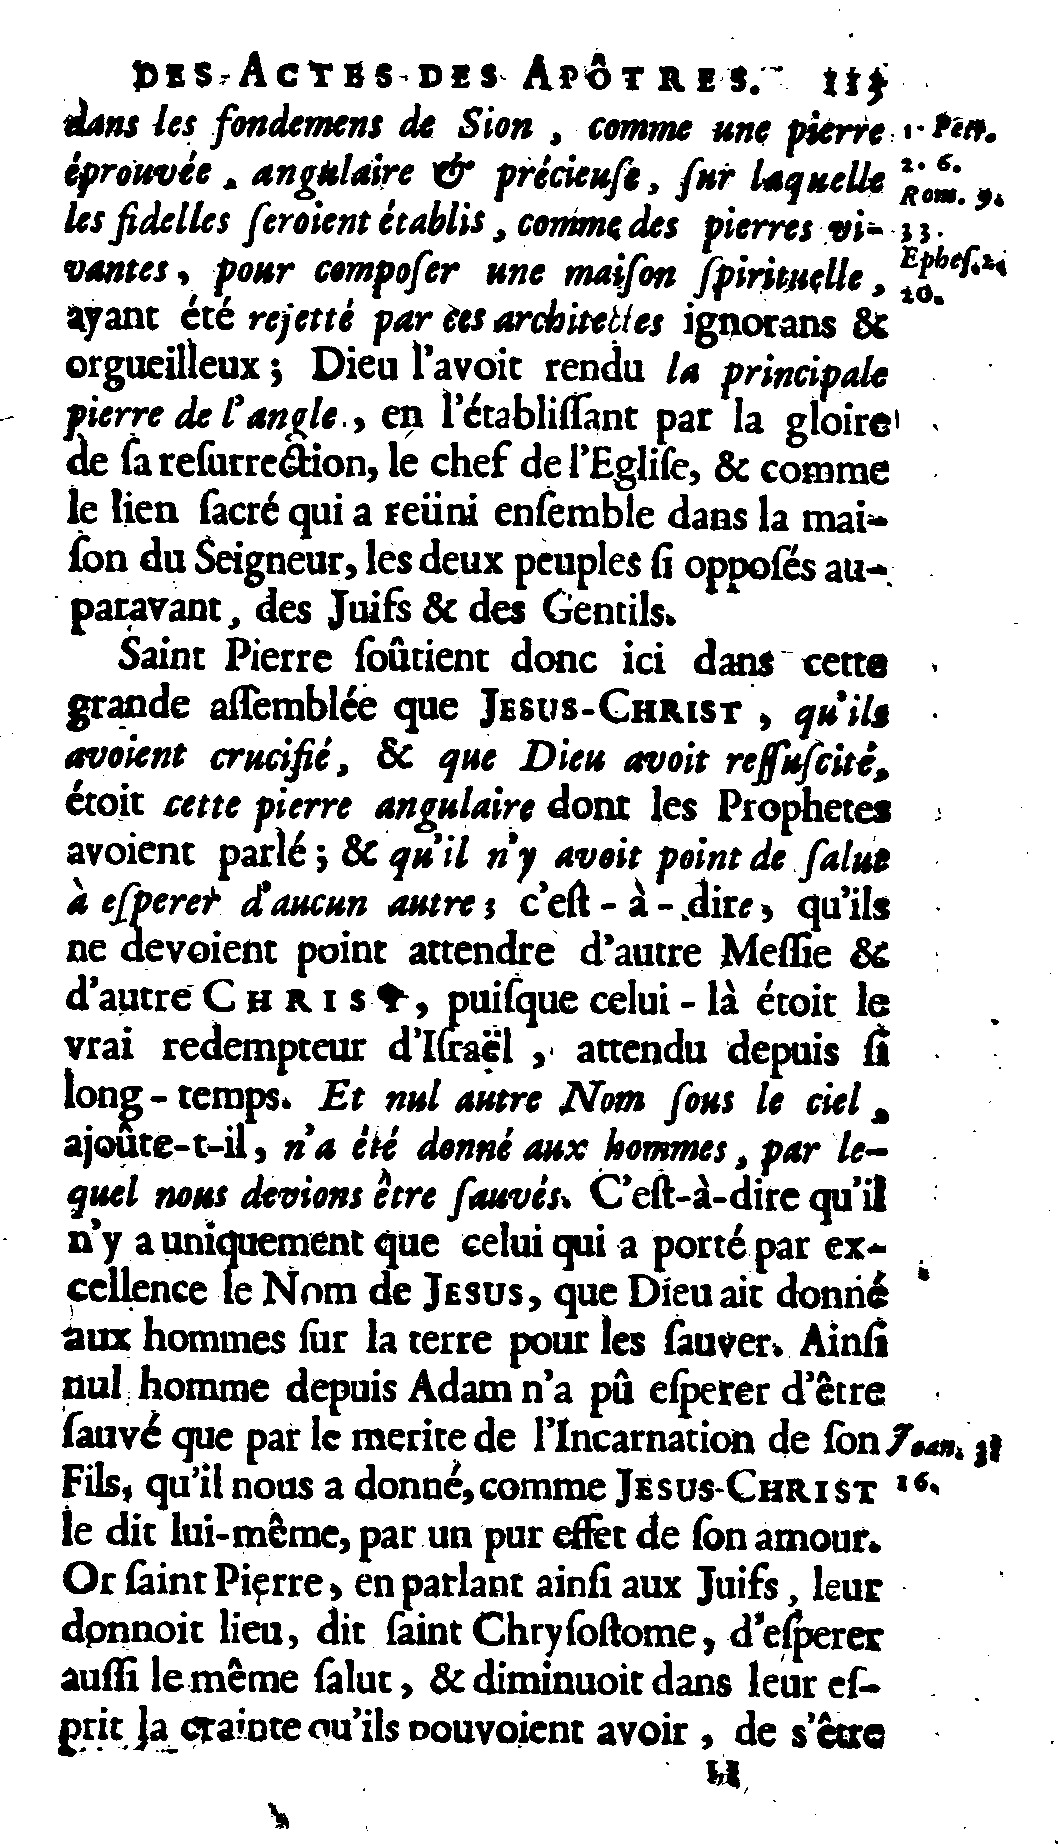 DES ACTES DES APÔTRES. 113
dans les fondemens de Sion, comme une pierre
éprouvée, angulaire & précieuſe, ſur laquelle
les fidelles ſeroient établis, comme des pierres vi-
vantes, pour compoſer une maiſon ſpirituelle,
ayant été rejetté par ces architectes ignorans &
orgueilleux; Dieu l'avoit rendu la principale
pierre de l'angle, en l'établiſſant par la gloire
de ſa reſurrection, le chef de l'Egliſe, & comme
le lien ſacré qui a reüni enſemble dans la mai-
ſon du Seigneur, les deux peuples ſi oppoſés au-
paravant, des Juifs & des Gentils.
Saint Pierre ſoûtient donc ici dans cette
grande aſſemblée que JESUS-CHRIST, qu'ils
avoient crucifié, & que Dieu avoit reſſuſcité,
étoit cette pierre angulaire dont les Prophetes
avoient parlé; & qu'il n'y avoit point de ſalut
à eſperer d'aucun autre; c'eſt-à-dire, qu'ils
ne devoient point attendre d'autre Meſſie &
d'autre CHRIST, puiſque celui-là étoit le
vrai redempteur d'Iſraël, attendu depuis ſi
long-temps. Et nul autre Nom ſous le ciel,
ajoûte-t-il, n'a été donné aux hommes, par le-
quel nous devions être ſauvés. C'eſt-à-dire qu'il
n'y a uniquement que celui qui a porté par ex-
cellence le Nom de JESUS, que Dieu ait donné
aux hommes ſur la terre pour les ſauver. Ainſi
nul homme depuis Adam n'a pû eſperer d'être
ſauvé que par le merite de l'Incarnation de ſon
Fils, qu'il nous a donné, comme JESUS-CHRIST
le dit lui-même, par un pur effet de ſon amour.
Or ſaint Pierre, en parlant ainſi aux Juifs, leur
donnoit lieu, dit ſaint Chryſoſtome, d'eſperer
auſſi le même ſalut, & diminuoit dans leur eſ-
prit la crainte qu'ils pouvoient avoir, de s'être
H
1. Petr.
2. 6.
Rom. 9.
33.
Epheſ. 2.
20.
Joan. 3.
16.